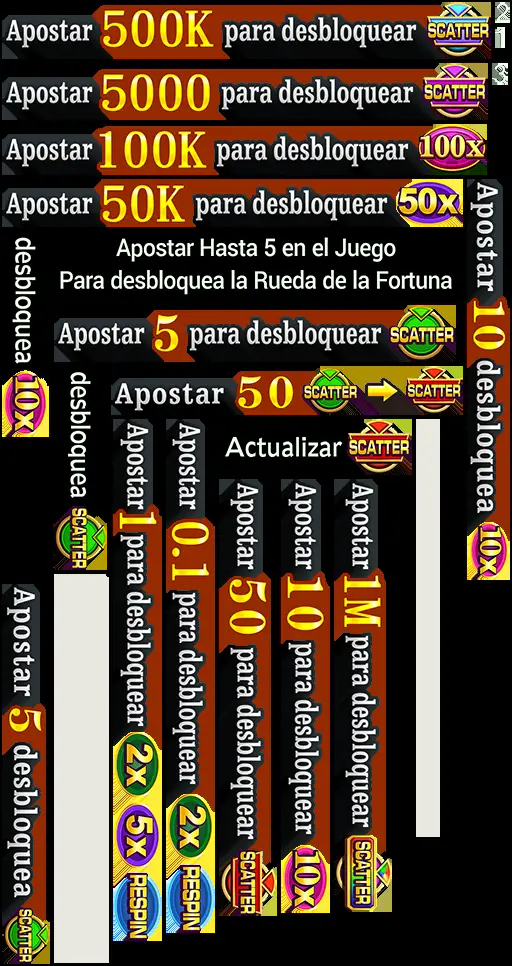 Apostar 500K para desbloquear SCATTER
2
1
Apostar 5000 para desbloquear SCATTER
3
Apostar 100K para desbloquear 100x
Apostar 50K para desbloquear 50x
Apostar 10 desbloquea 10x
Apostar Hasta 5 en el Juego
Para desbloquea la Rueda de la Fortuna
desbloquea 10x
Apostar 5 para desbloquear SCATTER
desbloquea SCATTER
Apostar 50 SCATTER SCATTER
Actualizar SCATTER
Apostar 1 para desbloquear 2x 5x RESPIN
Apostar 0.1 para desbloquear 2x RESPIN
Apostar 50 para desbloquear SCATTER
Apostar 10 para desbloquear 10x
Apostar 1M para desbloquear SCATTER
Apostar 5 desbloquea SCATTER